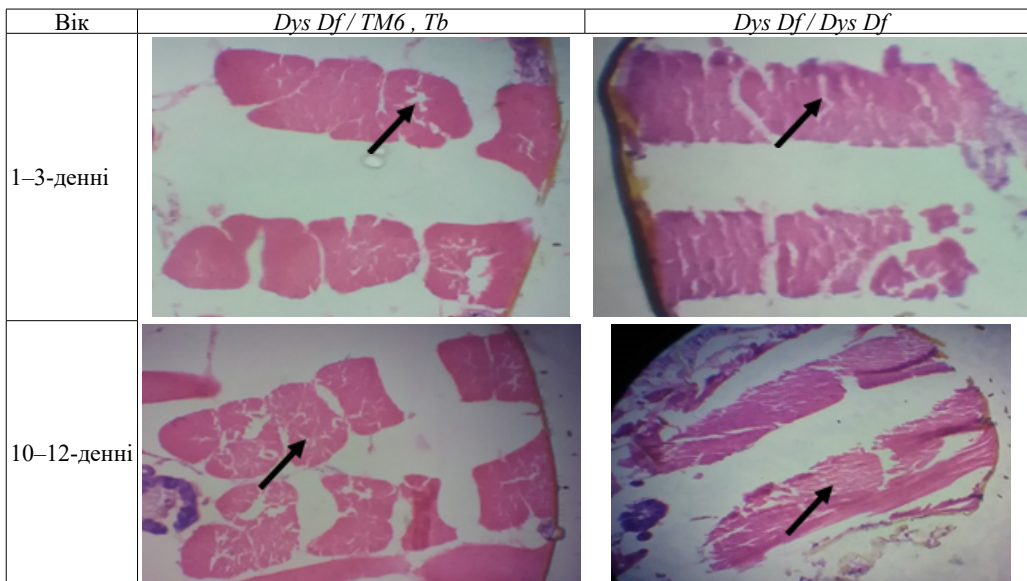 Вік
Dys Df / TM6 , Tb
Dys Df / Dys Df
1–3-денні
10–12-денні